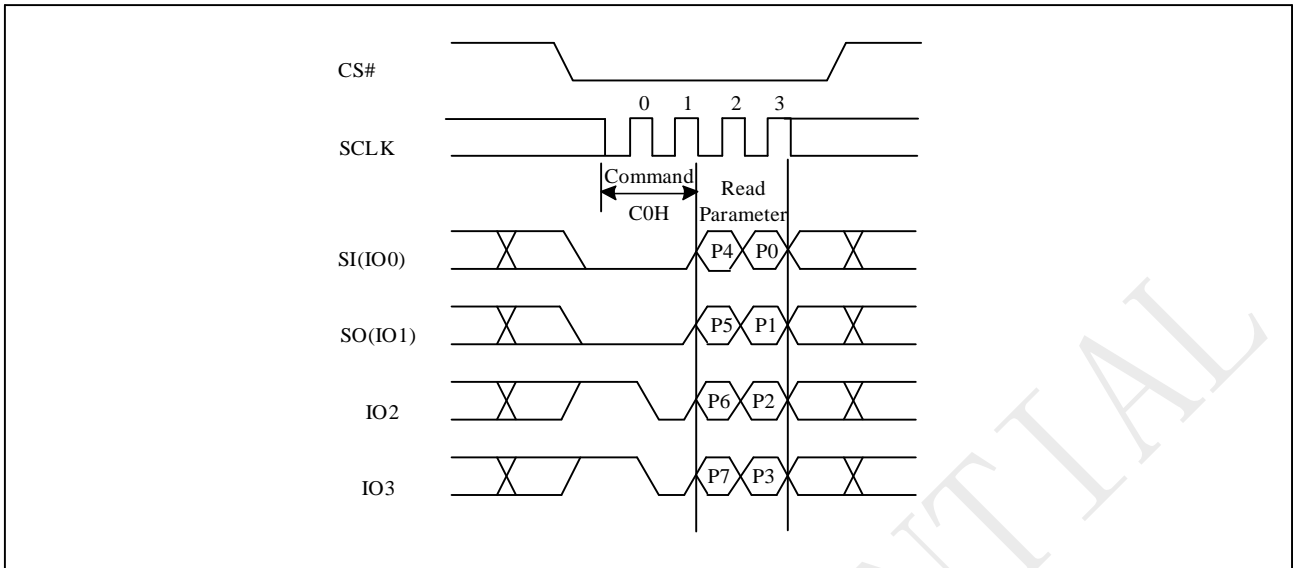 CS#
0 1 2 3
SCLK
Command
Read
C0H
Parameter
SI(IO0)
P4 P0
SO(IO1)
P5 P1
IO2
P6 P2
IO3
P7 P3
NTIAL